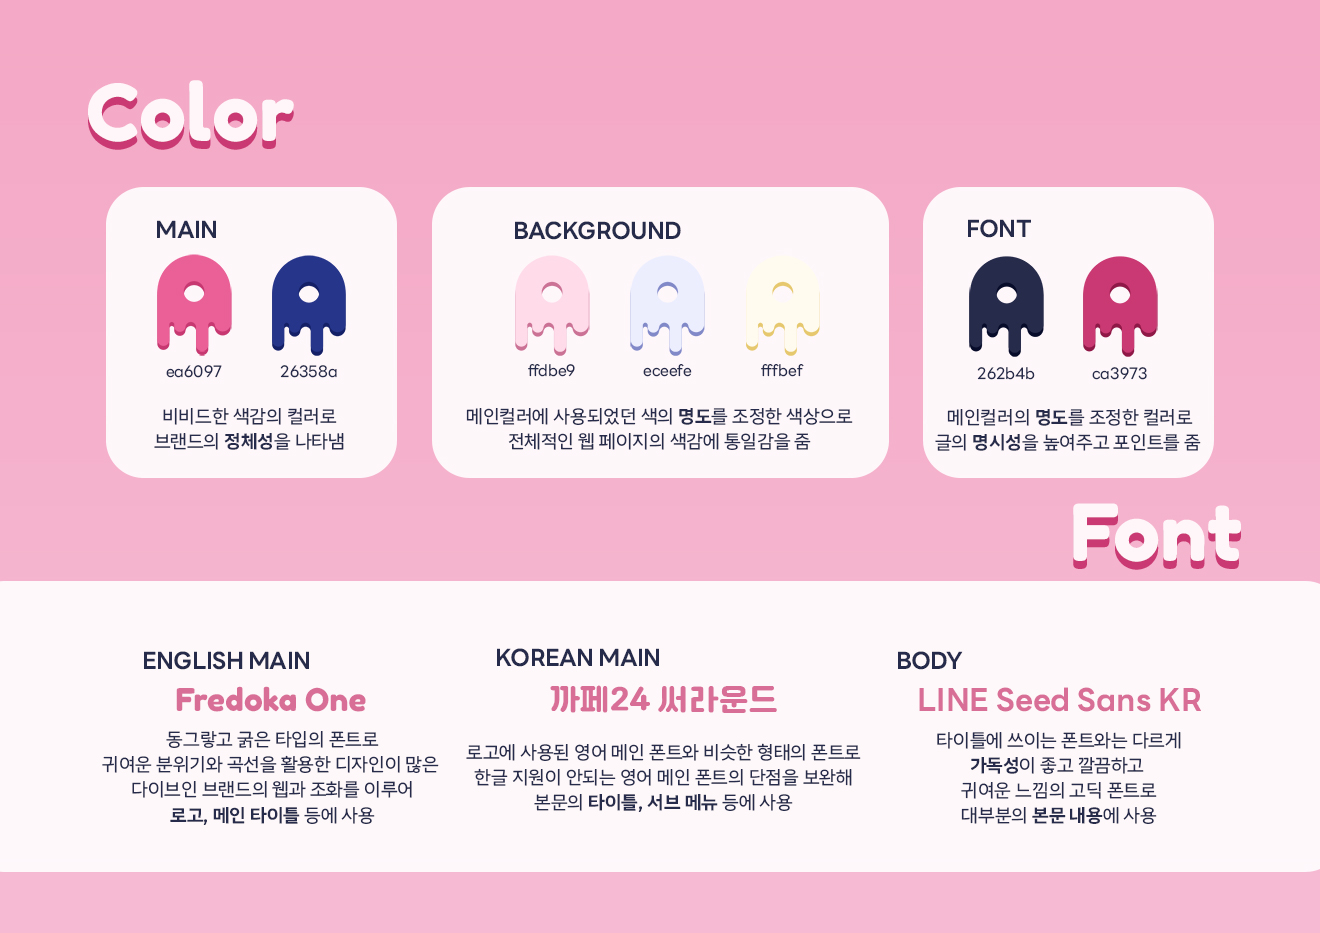 Color
MAIN
ea6097
26358a
비비드한 색감의 컬러로
브랜드의 정체성을 나타냄
BACKGROUND
ffdbe9
eceefe
fffbef
메인컬러에 사용되었던 색의 명도를 조정한 색상으로
전체적인 웹 페이지의 색감에 통일감을 줌
FONT
262b4b
ca3973
메인컬러의 명도를 조정한 컬러로
글의 명시성을 높여주고 포인트를 줌
Font
ENGLISH MAIN
Fredoka One
동그랗고 굵은 타입의 폰트로
귀여운 분위기와 곡선을 활용한 디자인이 많은
다이브인 브랜드의 웹과 조화를 이루어
로고, 메인 타이틀 등에 사용
KOREAN MAIN
까페24 써라운드
로고에 사용된 영어 메인 폰트와 비슷한 형태의 폰트로
한글 지원이 안되는 영어 메인 폰트의 단점을 보완해
본문의 타이틀, 서브 메뉴 등에 사용
BODY
LINE Seed Sans KR
타이틀에 쓰이는 폰트와는 다르게
가독성이 좋고 깔끔하고
귀여운 느낌의 고딕 폰트로
대부분의 본문 내용에 사용